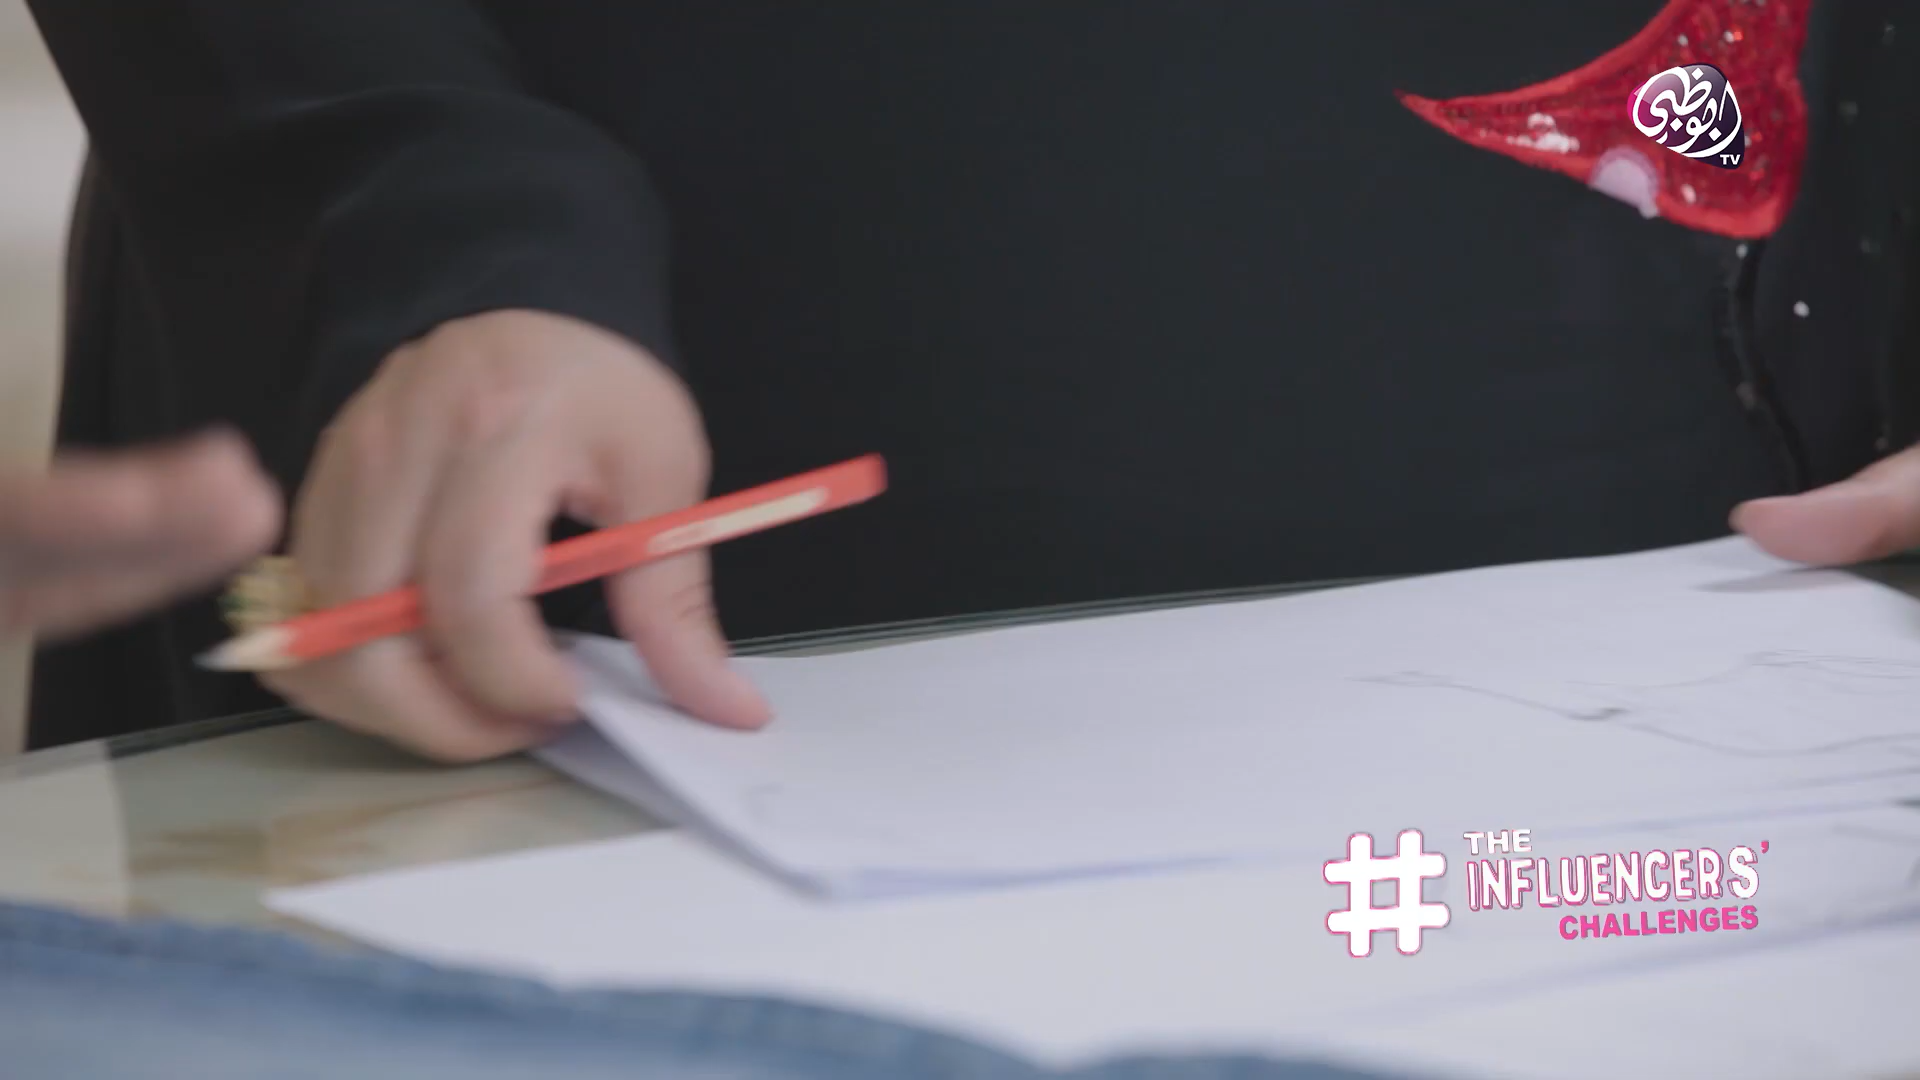 أبوظبي
TV
# THE
INFLUENCERS'
CHALLENGES